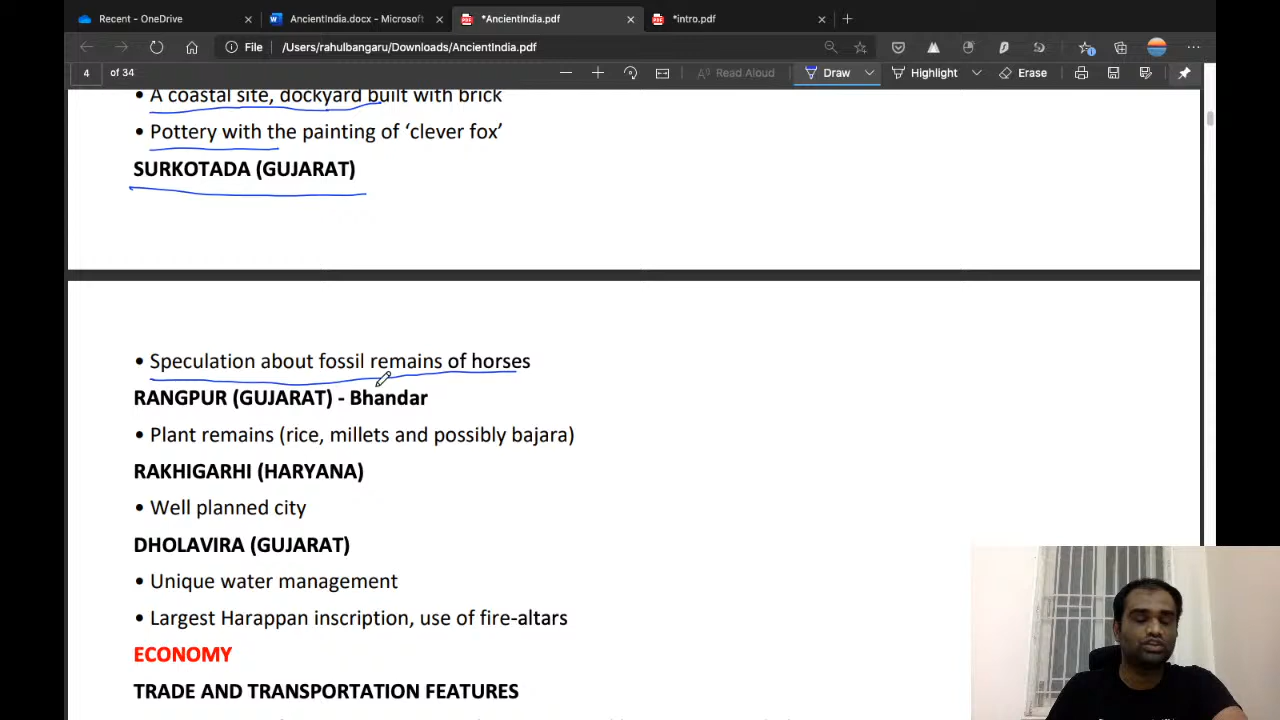 Recent - OneDrive
AncientIndia.docx - Microsoft
*AncientIndia.pdf
*intro.pdf
File
/Users/rahulbangaru/Downloads/AncientIndia.pdf
4 of 34
Read Aloud
Draw
Highlight
Erase
• A coastal site, dockyard built with brick
• Pottery with the painting of ‘clever fox’
SURKOTADA (GUJARAT)
• Speculation about fossil remains of horses
RANGPUR (GUJARAT) - Bhandar
• Plant remains (rice, millets and possibly bajara)
RAKHIGARHI (HARYANA)
• Well planned city
DHOLAVIRA (GUJARAT)
• Unique water management
• Largest Harappan inscription, use of fire-altars
ECONOMY
TRADE AND TRANSPORTATION FEATURES